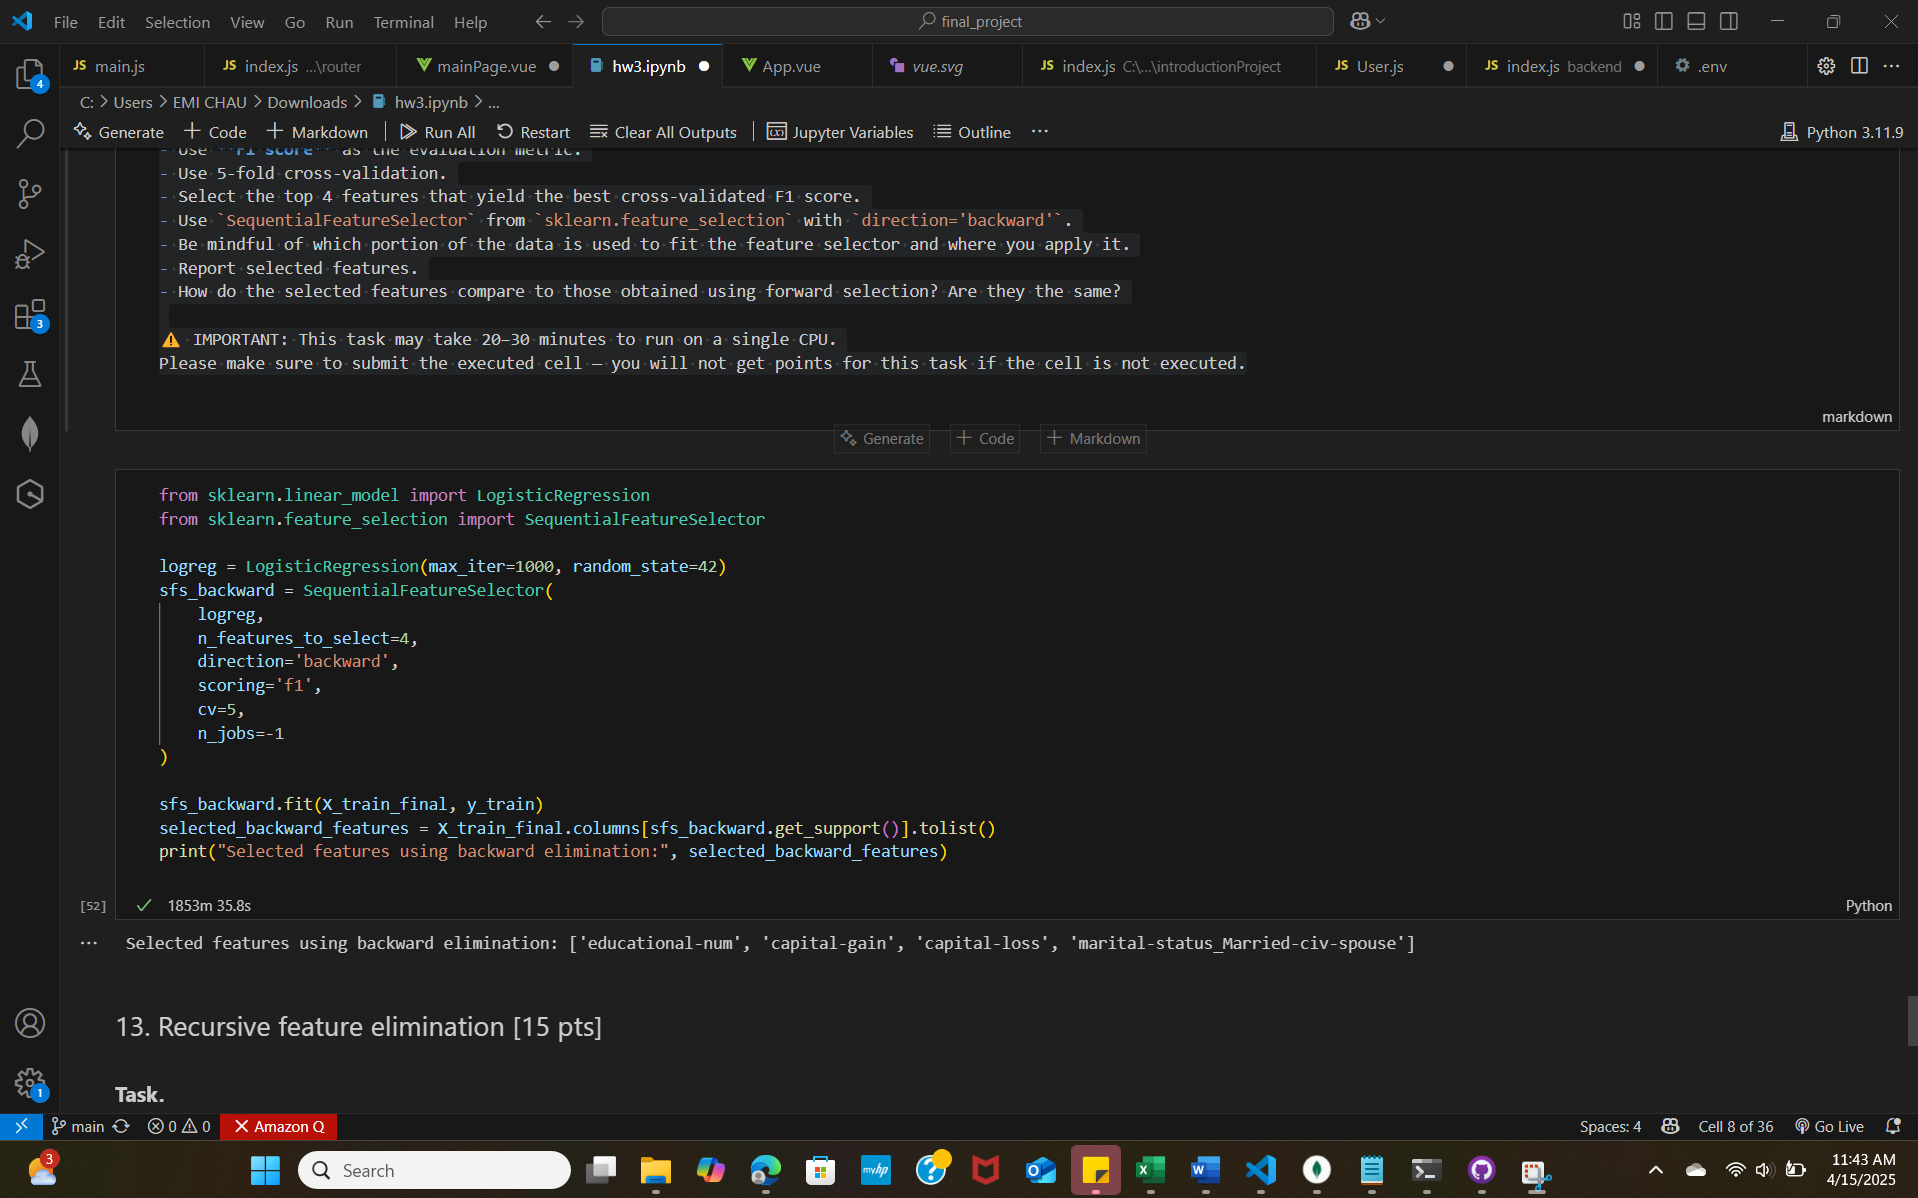 File Edit Selection View Go Run Terminal Help
final_project
JS main.js
JS index.js ...\router
mainPage.vue
hw3.ipynb
App.vue
vue.svg
JS index.js C:\...\introductionProject
JS User.js
JS index.js backend
.env
C: > Users > EMI CHAU > Downloads > hw3.ipynb > ...
Generate + Code + Markdown | Run All Restart Clear All Outputs | Jupyter Variables Outline ...
Python 3.11.9
- Use **F1 score** as the evaluation metric.
- Use 5-fold cross-validation.
- Select the top 4 features that yield the best cross-validated F1 score.
- Use `SequentialFeatureSelector` from `sklearn.feature_selection` with `direction='backward'`.
- Be mindful of which portion of the data is used to fit the feature selector and where you apply it.
- Report selected features.
- How do the selected features compare to those obtained using forward selection? Are they the same?
⚠ IMPORTANT: This task may take 20–30 minutes to run on a single CPU.
Please make sure to submit the executed cell — you will not get points for this task if the cell is not executed.
markdown
Generate + Code + Markdown
from sklearn.linear_model import LogisticRegression
from sklearn.feature_selection import SequentialFeatureSelector
logreg = LogisticRegression(max_iter=1000, random_state=42)
sfs_backward = SequentialFeatureSelector(
logreg,
n_features_to_select=4,
direction='backward',
scoring='f1',
cv=5,
n_jobs=-1
)
sfs_backward.fit(X_train_final, y_train)
selected_backward_features = X_train_final.columns[sfs_backward.get_support()].tolist()
print("Selected features using backward elimination:", selected_backward_features)
[52] ✓ 1853m 35.8s
Python
... Selected features using backward elimination: ['educational-num', 'capital-gain', 'capital-loss', 'marital-status_Married-civ-spouse']
13. Recursive feature elimination [15 pts]
Task.
4
3
1
main 0 0 Amazon Q
Spaces: 4 Cell 8 of 36 Go Live
3
Search
myhp
11:43 AM
4/15/2025